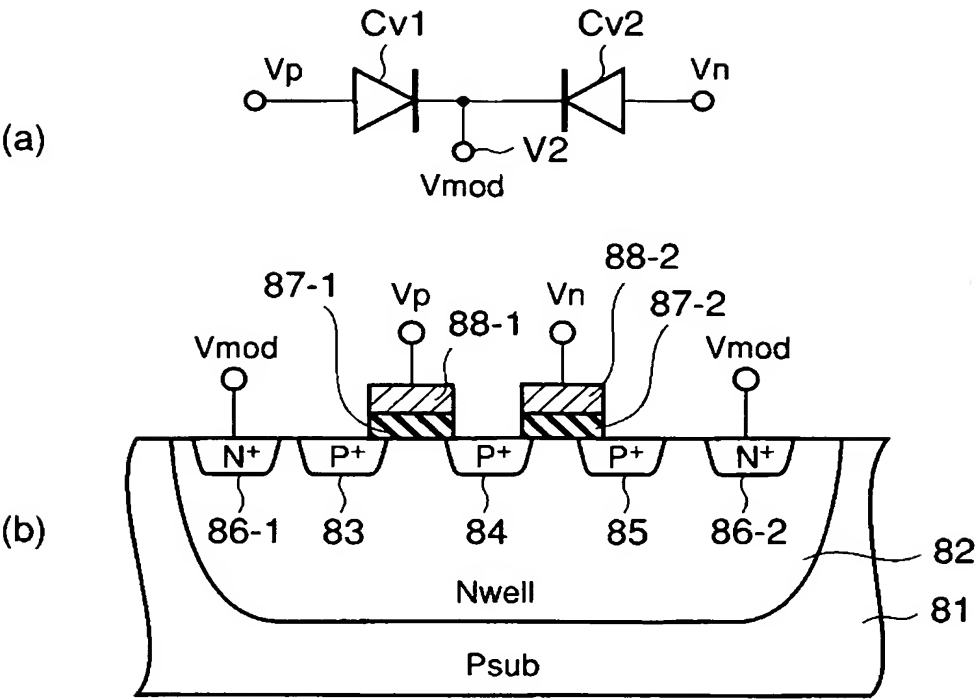 Cv1 Cv2
Vp Vn
(a)
V2
Vmod
88-2
87-1 Vp Vn 87-2
88-1
Vmod Vmod
N+ P+ P+ P+ N+
86-1 83 84 85 86-2
(b)
82
Nwell
81
Psub